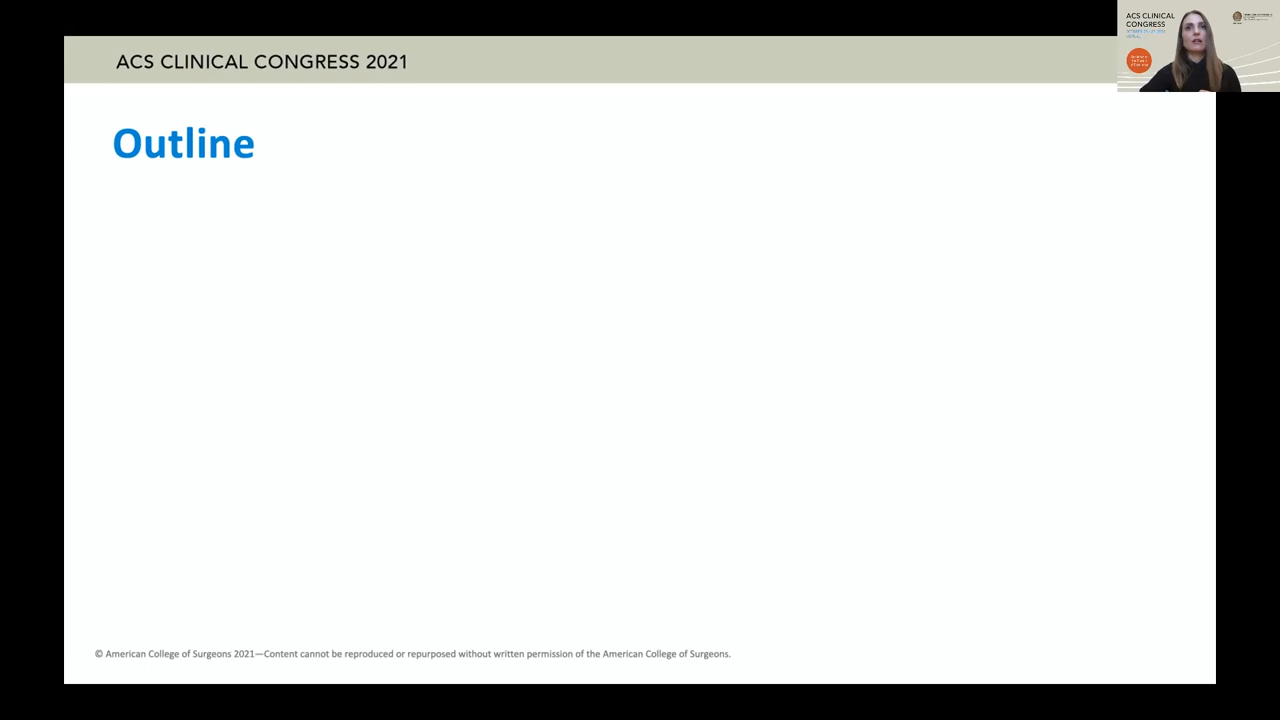 ACS CLINICAL CONGRESS 2021
ACS CLINICAL
CONGRESS
Outline
© American College of Surgeons 2021—Content cannot be reproduced or repurposed without written permission of the American College of Surgeons.